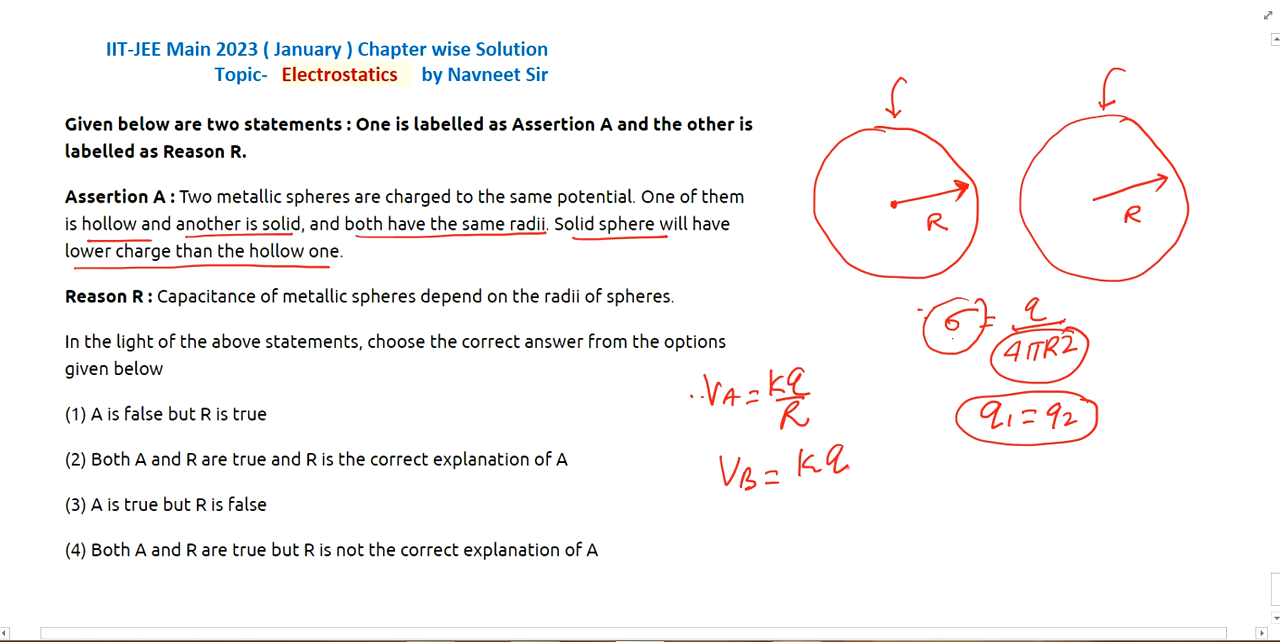 IIT-JEE Main 2023 ( January ) Chapter wise Solution
Topic- Electrostatics by Navneet Sir
Given below are two statements : One is labelled as Assertion A and the other is
labelled as Reason R.
Assertion A : Two metallic spheres are charged to the same potential. One of them
is hollow and another is solid, and both have the same radii. Solid sphere will have
lower charge than the hollow one.
Reason R : Capacitance of metallic spheres depend on the radii of spheres.
In the light of the above statements, choose the correct answer from the options
given below
(1) A is false but R is true
(2) Both A and R are true and R is the correct explanation of A
(3) A is true but R is false
(4) Both A and R are true but R is not the correct explanation of A
R
R
σ = q / 4πR²
V_A = Kq / R
q₁ = q₂
V_B = Kq